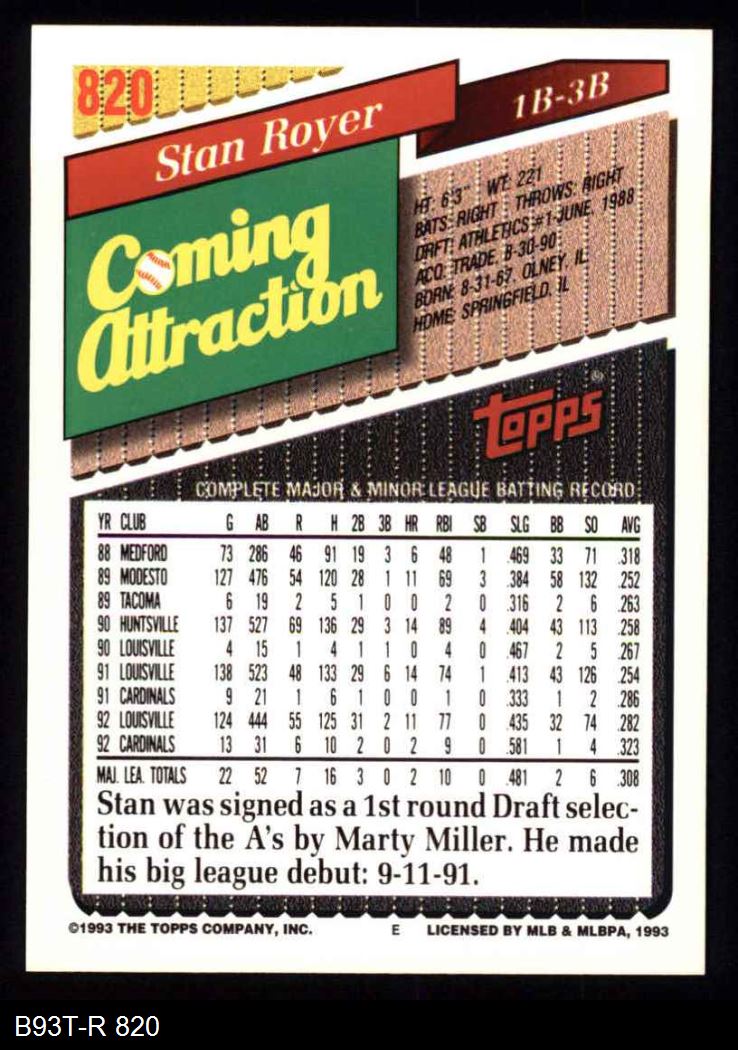 820
Stan Royer
1B-3B
Coming
Attraction
HT: 6'3" WT: 221
BATS: RIGHT THROWS: RIGHT
DRFT: ATHLETICS #1-JUNE, 1988
ACQ: TRADE, 8-30-90
BORN: 8-31-67, OLNEY, IL
HOME: SPRINGFIELD, IL
TOPPS
®
COMPLETE MAJOR & MINOR LEAGUE BATTING RECORD
YR CLUB G AB R H 2B 3B HR RBI SB SLG BB SO AVG
88 MEDFORD 73 286 46 91 19 3 6 48 1 .469 33 71 .318
89 MODESTO 127 476 54 120 28 1 11 69 3 .384 58 132 .252
89 TACOMA 6 19 2 5 1 0 0 2 0 .316 2 6 .263
90 HUNTSVILLE 137 527 69 136 29 3 14 89 4 .404 43 113 .258
90 LOUISVILLE 4 15 1 4 1 1 0 4 0 .467 2 5 .267
91 LOUISVILLE 138 523 48 133 29 6 14 74 1 .413 43 126 .254
91 CARDINALS 9 21 1 6 1 0 0 1 0 .333 1 2 .286
92 LOUISVILLE 124 444 55 125 31 2 11 77 0 .435 32 74 .282
92 CARDINALS 13 31 6 10 2 0 2 9 0 .581 1 4 .323
MAJ. LEA. TOTALS 22 52 7 16 3 0 2 10 0 .481 2 6 .308
Stan was signed as a 1st round Draft selec-
tion of the A's by Marty Miller. He made
his big league debut: 9-11-91.
©1993 THE TOPPS COMPANY, INC. E LICENSED BY MLB & MLBPA, 1993
B93T-R 820